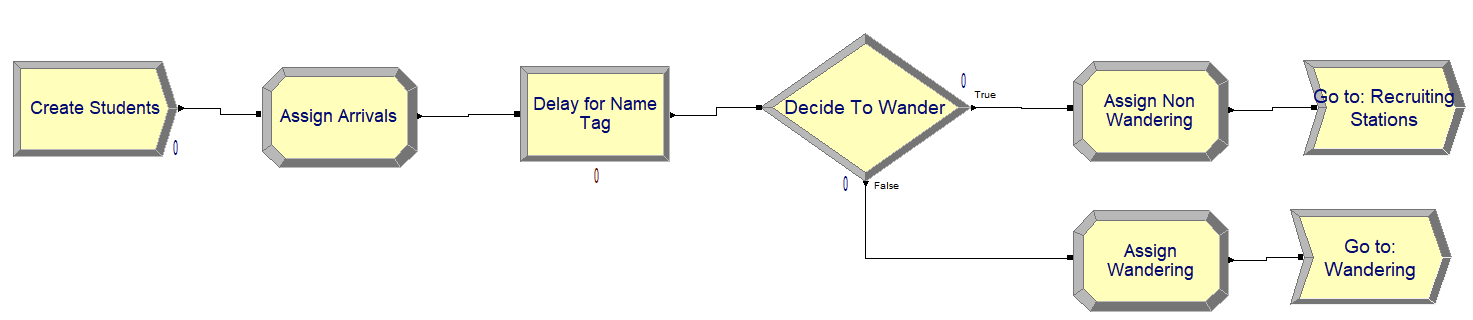 Create Students
0
Assign Arrivals
Delay for Name
Tag
0
Decide To Wander
0
True
0
False
Assign Non
Wandering
Go to: Recruiting
Stations
Assign
Wandering
Go to:
Wandering